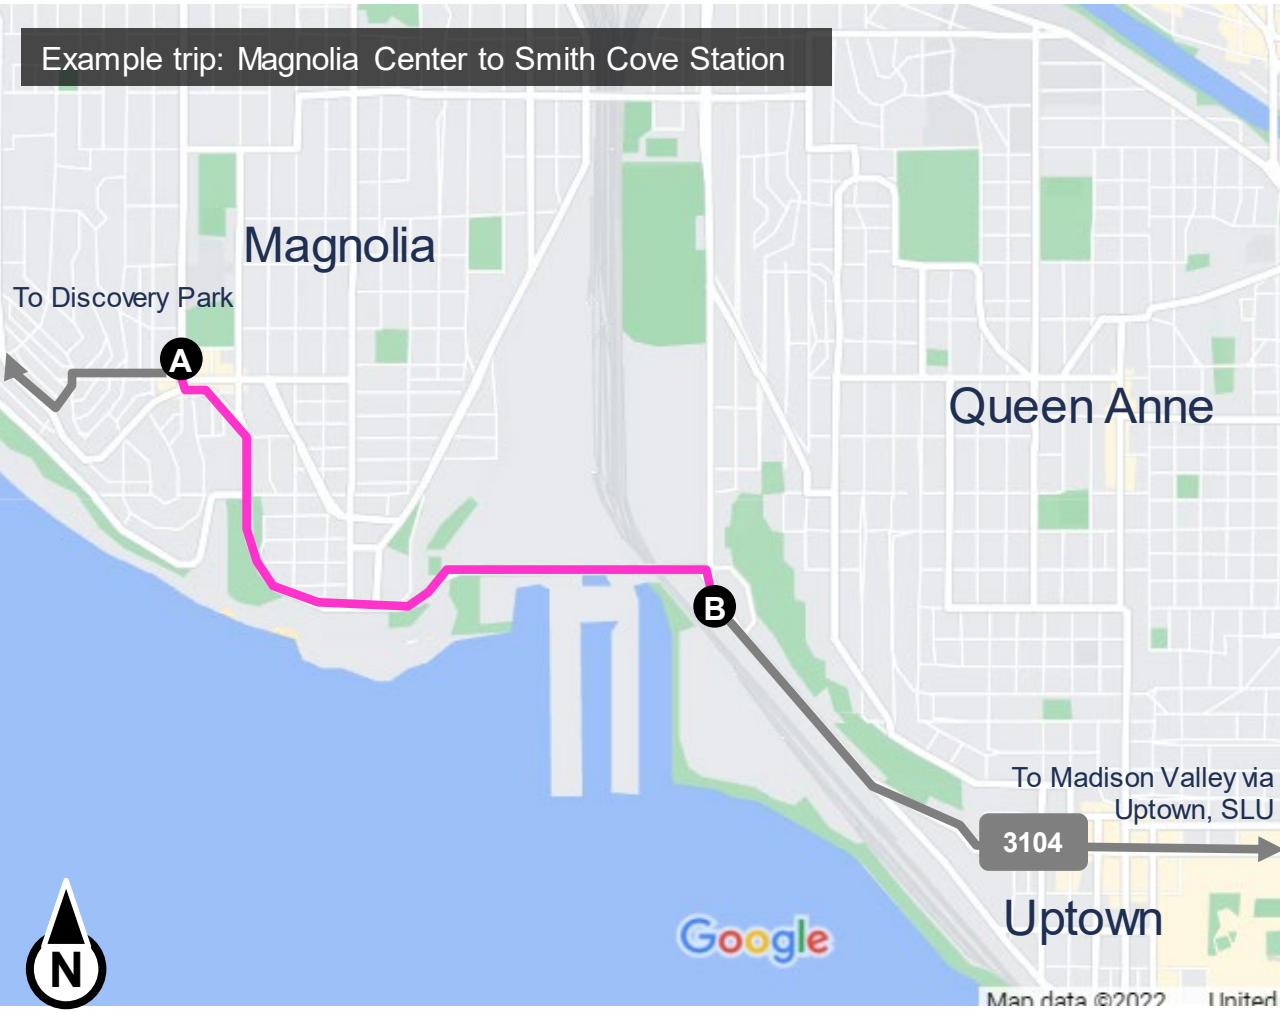 Example trip: Magnolia Center to Smith Cove Station
Magnolia
To Discovery Park
A
Queen Anne
B
To Madison Valley via
Uptown, SLU
3104
Uptown
Google
N
Map data ©2022 United